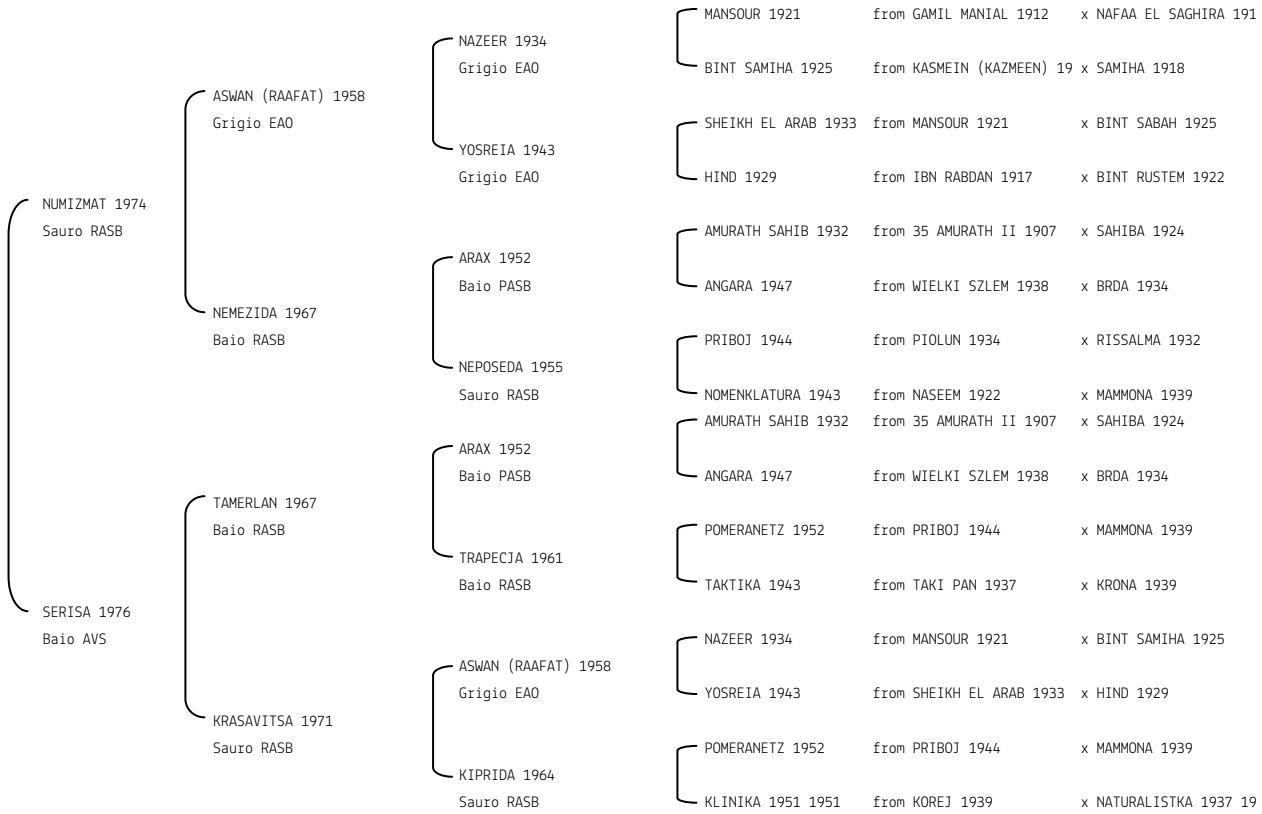 MANSOUR 1921 from GAMIL MANIAL 1912 x NAFAA EL SAGHIRA 191
NAZEER 1934
Grigio EAO
BINT SAMIHA 1925 from KASMEIN (KAZMEEN) 19 x SAMIHA 1918
ASWAN (RAAFAT) 1958
Grigio EAO
SHEIKH EL ARAB 1933 from MANSOUR 1921 x BINT SABAH 1925
YOSREIA 1943
Grigio EAO
HIND 1929 from IBN RABDAN 1917 x BINT RUSTEM 1922
NUMIZMAT 1974
Sauro RASB
AMURATH SAHIB 1932 from 35 AMURATH II 1907 x SAHIBA 1924
ARAX 1952
Baio PASB
ANGARA 1947 from WIELKI SZLEM 1938 x BRDA 1934
NEMEZIDA 1967
Baio RASB
PRIBOJ 1944 from PIOLUN 1934 x RISSALMA 1932
NEPOSEDA 1955
Sauro RASB
NOMENKLATURA 1943 from NASEEM 1922 x MAMMONA 1939
AMURATH SAHIB 1932 from 35 AMURATH II 1907 x SAHIBA 1924
ARAX 1952
Baio PASB
ANGARA 1947 from WIELKI SZLEM 1938 x BRDA 1934
TAMERLAN 1967
Baio RASB
POMERANETZ 1952 from PRIBOJ 1944 x MAMMONA 1939
TRAPECJA 1961
Baio RASB
TAKTIKA 1943 from TAKI PAN 1937 x KRONA 1939
SERISA 1976
Baio AVS
NAZEER 1934 from MANSOUR 1921 x BINT SAMIHA 1925
ASWAN (RAAFAT) 1958
Grigio EAO
YOSREIA 1943 from SHEIKH EL ARAB 1933 x HIND 1929
KRASAVITSA 1971
Sauro RASB
POMERANETZ 1952 from PRIBOJ 1944 x MAMMONA 1939
KIPRIDA 1964
Sauro RASB
KLINIKA 1951 1951 from KOREJ 1939 x NATURALISTKA 1937 19